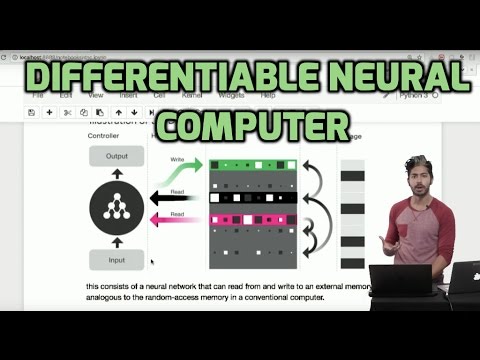 DIFFERENTIABLE NEURAL
COMPUTER
Edit
View
Insert
Cell
Kernel
Widgets
Help
Python 3
Illustration of
Controller
Output
Write
Read
Read
Input
this consists of a neural network that can read from and write to an external memory
analogous to the random-access memory in a conventional computer.